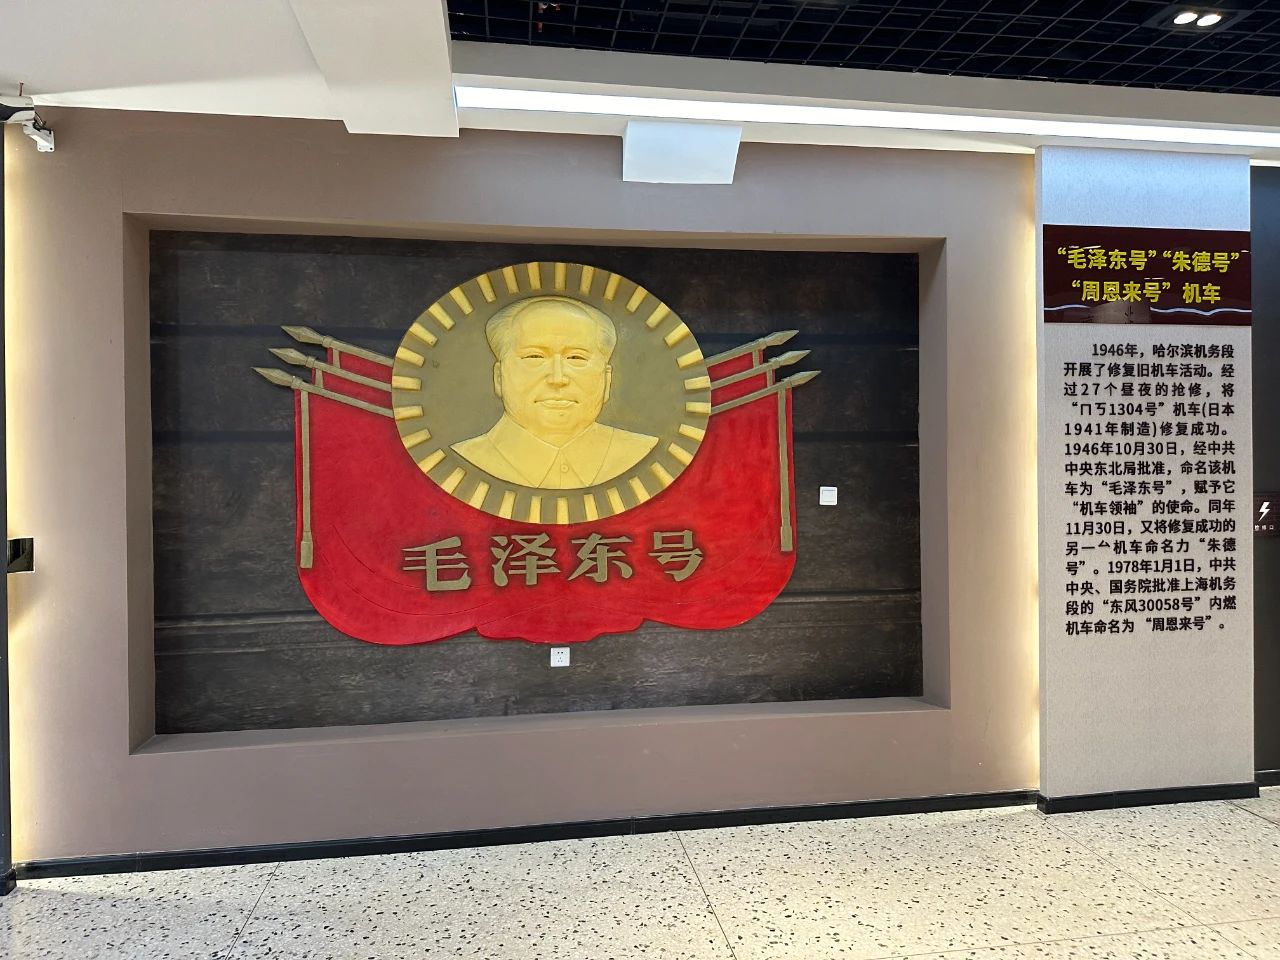 毛泽东号
“毛泽东号”“朱德号”
“周恩来号” 机车
1946年，哈尔滨机务段
开展了修复旧机车活动。经
过27个昼夜的抢修，将
“ㄇㄎ1304号”机车(日本
1941年制造)修复成功。
1946年10月30日，经中共
中央东北局批准，命名该机
车为“毛泽东号”，赋予它
“机车领袖”的使命。同年
11月30日，又将修复成功的
另一𠆢机车命名力“朱德
号”。1978年1月1日，中共
中央、国务院批准上海机务
段的“东风30058号”内燃
机车命名为 “周恩来号”。